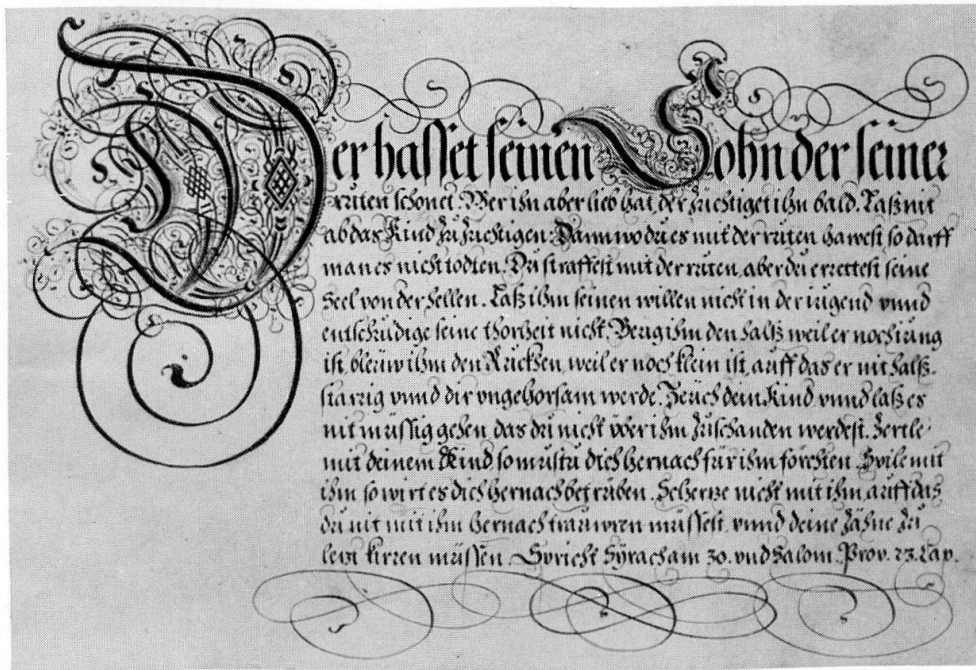 Der hasset seinen Sohn der seiner
ruten schonet. Wer ihn aber lieb hat, der züchtiget ihn bald. Laß nit
ab das Kind zu züchtigen. Dann wo du es mit der ruten hawest so darff
man es nicht tödten. Du straffest mit der ruten, aber du errettest seine
Seel von der Hellen. Laß ihm seinen willen nicht in der iugend vnnd
entschudige seine thorheit nicht. Beug ihm den Halß weil er noch iung
ist, bleüw ihm den Rücken, weil er noch klein ist, auff das er nit halß-
starrig vnnd dir vngehorsam werde. Zeuch dein Kind vnnd laß es
nit müssig gehen das du nicht vber ihm zuschanden werdest. Zertle
mit deinem Kind so mustu dich hernach für ihm förchten. Spile mit
ihm so wirt es dich hernach betrüben. Scherze nicht mit ihm, auff das
du nit mit ihm hernach trauwren müssest, vnnd deine Zähne zu
letzt kirren müssen. Spricht Syrach am 30. vnd Salom. Prov. 23. Cap.